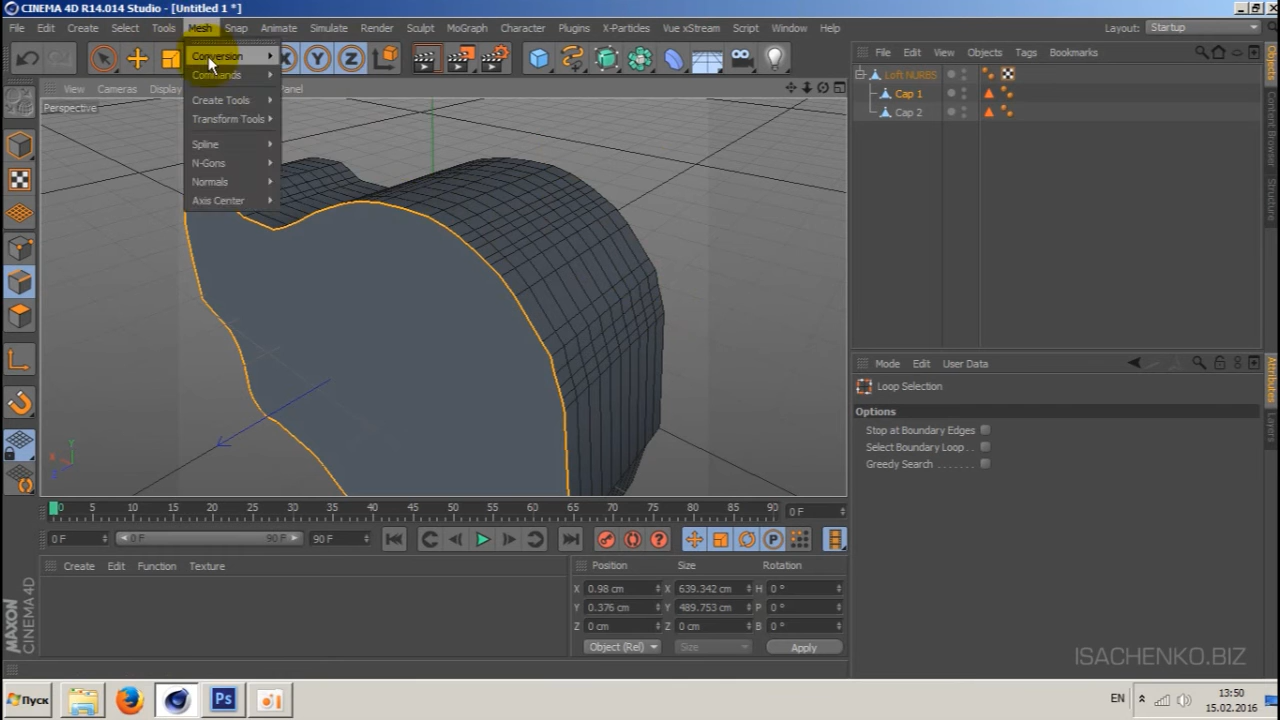 CINEMA 4D R14.014 Studio - [Untitled 1 *]
File Edit Create Select Tools Mesh Snap Animate Simulate Render Sculpt MoGraph Character Plugins X-Particles Vue xStream Script Window Help Layout: Startup
Conversion
Commands
Create Tools
Transform Tools
Spline
N-Gons
Normals
Axis Center
X Y Z
View Cameras Display Panel
Perspective
File Edit View Objects Tags Bookmarks
Loft NURBS
Cap 1
Cap 2
Objects
Structure
Mode Edit User Data
Loop Selection
Options
Stop at Boundary Edges
Select Boundary Loop . .
Greedy Search . . . . . . .
Attributes
Layers
Y
X
Z
0 5 10 15 20 25 30 35 40 45 50 55 60 65 70 75 80 85 90 0 F
0 F 0 F 90 F 90 F
P
Create Edit Function Texture
Position Size Rotation
X 0.98 cm X 639.342 cm H 0 °
Y 0.376 cm Y 489.753 cm P 0 °
Z 0 cm Z 0 cm B 0 °
Object (Rel) Size Apply
MAXON
CINEMA 4D
ISACHENKO.BIZ
Пуск
Ps
EN
13:50
15.02.2016